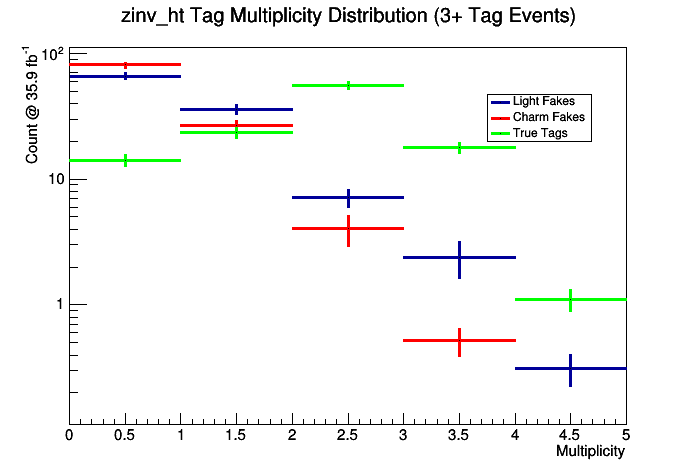 zinv_ht Tag Multiplicity Distribution (3+ Tag Events)
Count @ 35.9 fb⁻¹
10²
10
1
Light Fakes
Charm Fakes
True Tags
0 0.5 1 1.5 2 2.5 3 3.5 4 4.5 5
Multiplicity